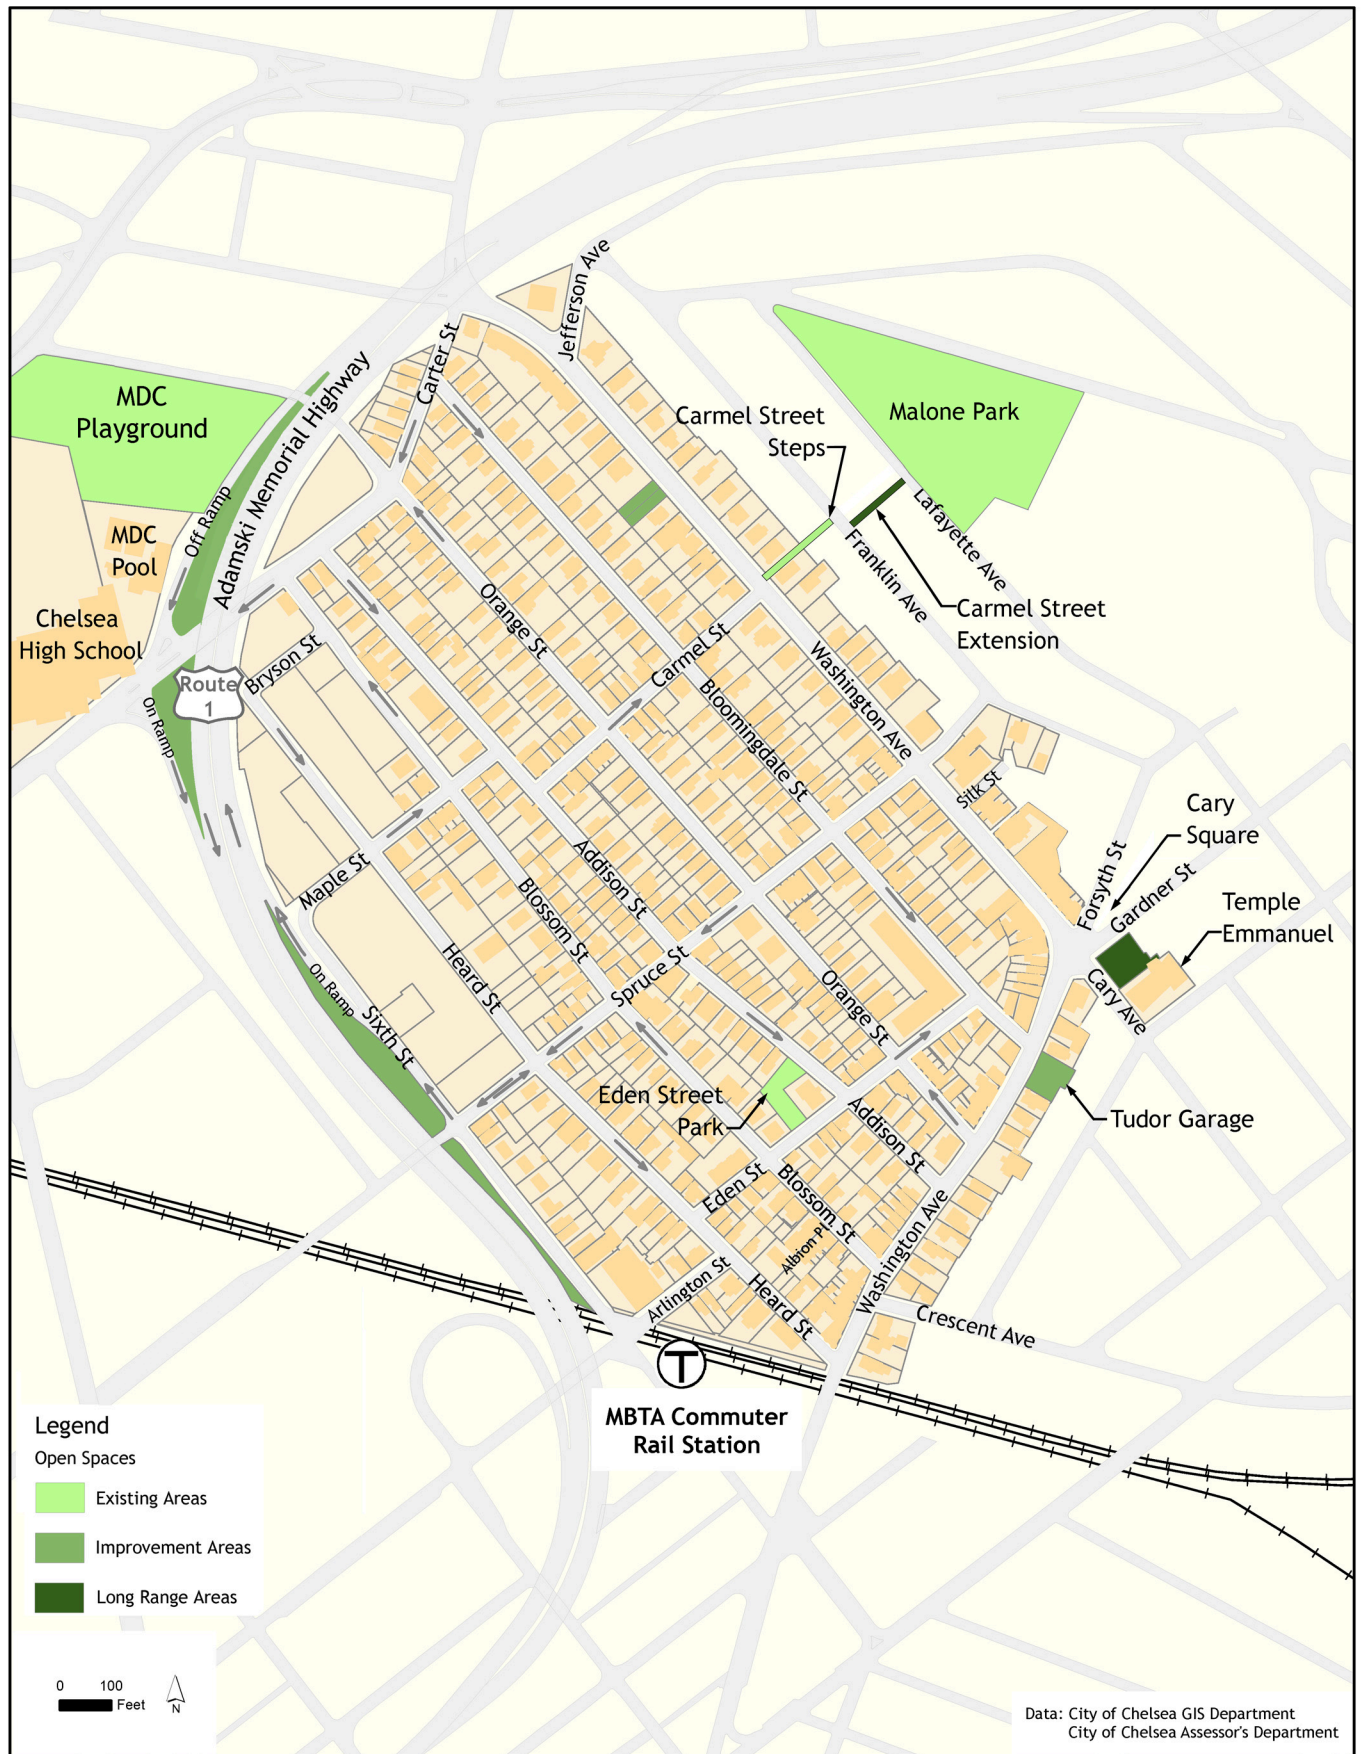 Jefferson Ave
Carter St
MDC
Playground
Adamski Memorial Highway
Off Ramp
MDC
Pool
Chelsea
High School
Route
1
On Ramp
Bryson St
Carmel Street
Steps
Malone Park
Lafayette Ave
Franklin Ave
Carmel Street
Extension
Orange St
Carmel St
Washington Ave
Bloomingdale St
Silk St
Cary
Square
Forsyth St
Gardner St
Temple
Emmanuel
Cary Ave
Maple St
Addison St
Blossom St
Heard St
Spruce St
Orange St
On Ramp
Sixth St
Eden Street
Park
Addison St
Tudor Garage
Eden St
Blossom St
Albion Pl
Washington Ave
Arlington St
Heard St
Crescent Ave
T
MBTA Commuter
Rail Station
Legend
Open Spaces
Existing Areas
Improvement Areas
Long Range Areas
0 100
Feet
N
Data: City of Chelsea GIS Department
City of Chelsea Assessor's Department